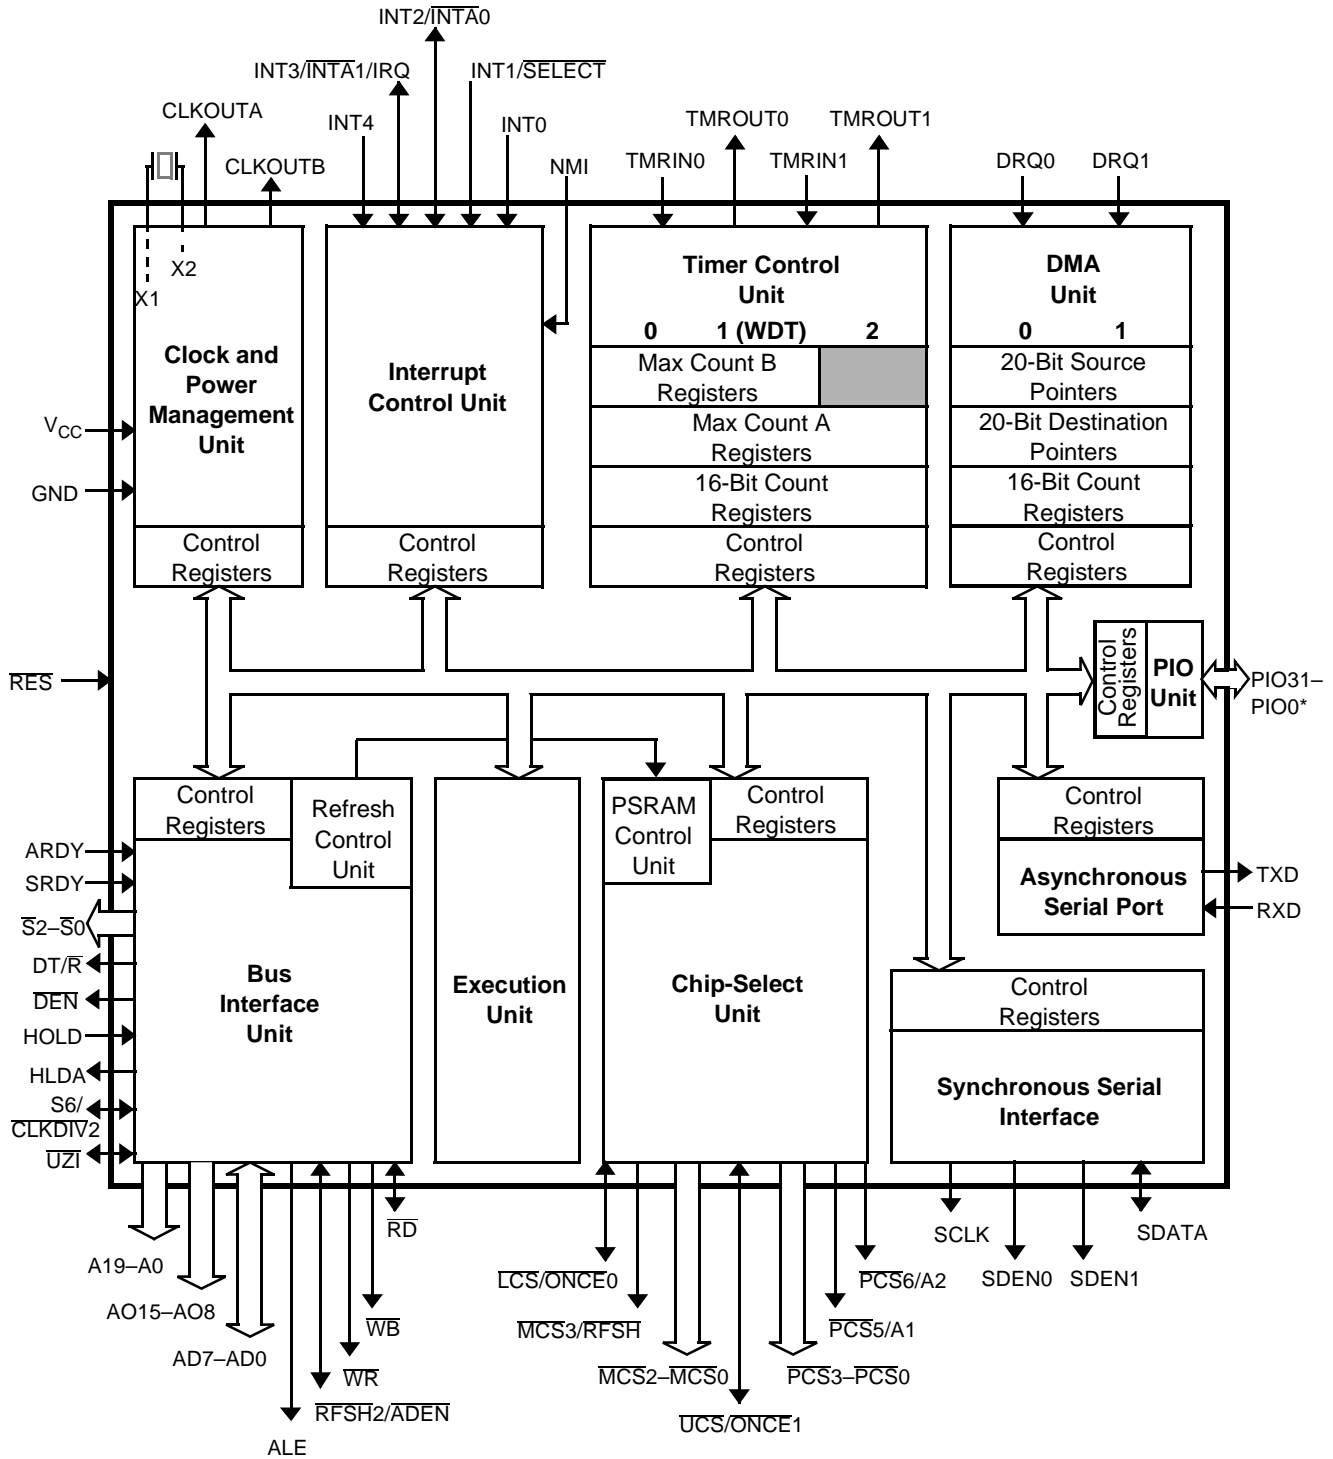 INT2/INTA0
INT3/INTA1/IRQ
INT1/SELECT
CLKOUTA
INT4
INT0
TMROUT0
TMROUT1
CLKOUTB
NMI
TMRIN0
TMRIN1
DRQ0
DRQ1
X2
X1
Clock and
Power
Management
Unit
Interrupt
Control Unit
Timer Control
Unit
0 1 (WDT) 2
Max Count B
Registers
Max Count A
Registers
16-Bit Count
Registers
Control
Registers
DMA
Unit
0 1
20-Bit Source
Pointers
20-Bit Destination
Pointers
16-Bit Count
Registers
Control
Registers
VCC
GND
Control
Registers
Control
Registers
RES
Control
Registers
PIO
Unit
PIO31–
PIO0*
Control
Registers
Refresh
Control
Unit
PSRAM
Control
Unit
Control
Registers
Control
Registers
Asynchronous
Serial Port
TXD
RXD
ARDY
SRDY
S2–S0
DT/R
DEN
HOLD
HLDA
S6/
CLKDIV2
UZI
Bus
Interface
Unit
Execution
Unit
Chip-Select
Unit
Control
Registers
Synchronous Serial
Interface
RD
SCLK
SDATA
A19–A0
LCS/ONCE0
PCS6/A2
SDEN0
SDEN1
AO15–AO8
WB
MCS3/RFSH
PCS5/A1
AD7–AD0
WR
MCS2–MCS0
PCS3–PCS0
RFSH2/ADEN
UCS/ONCE1
ALE